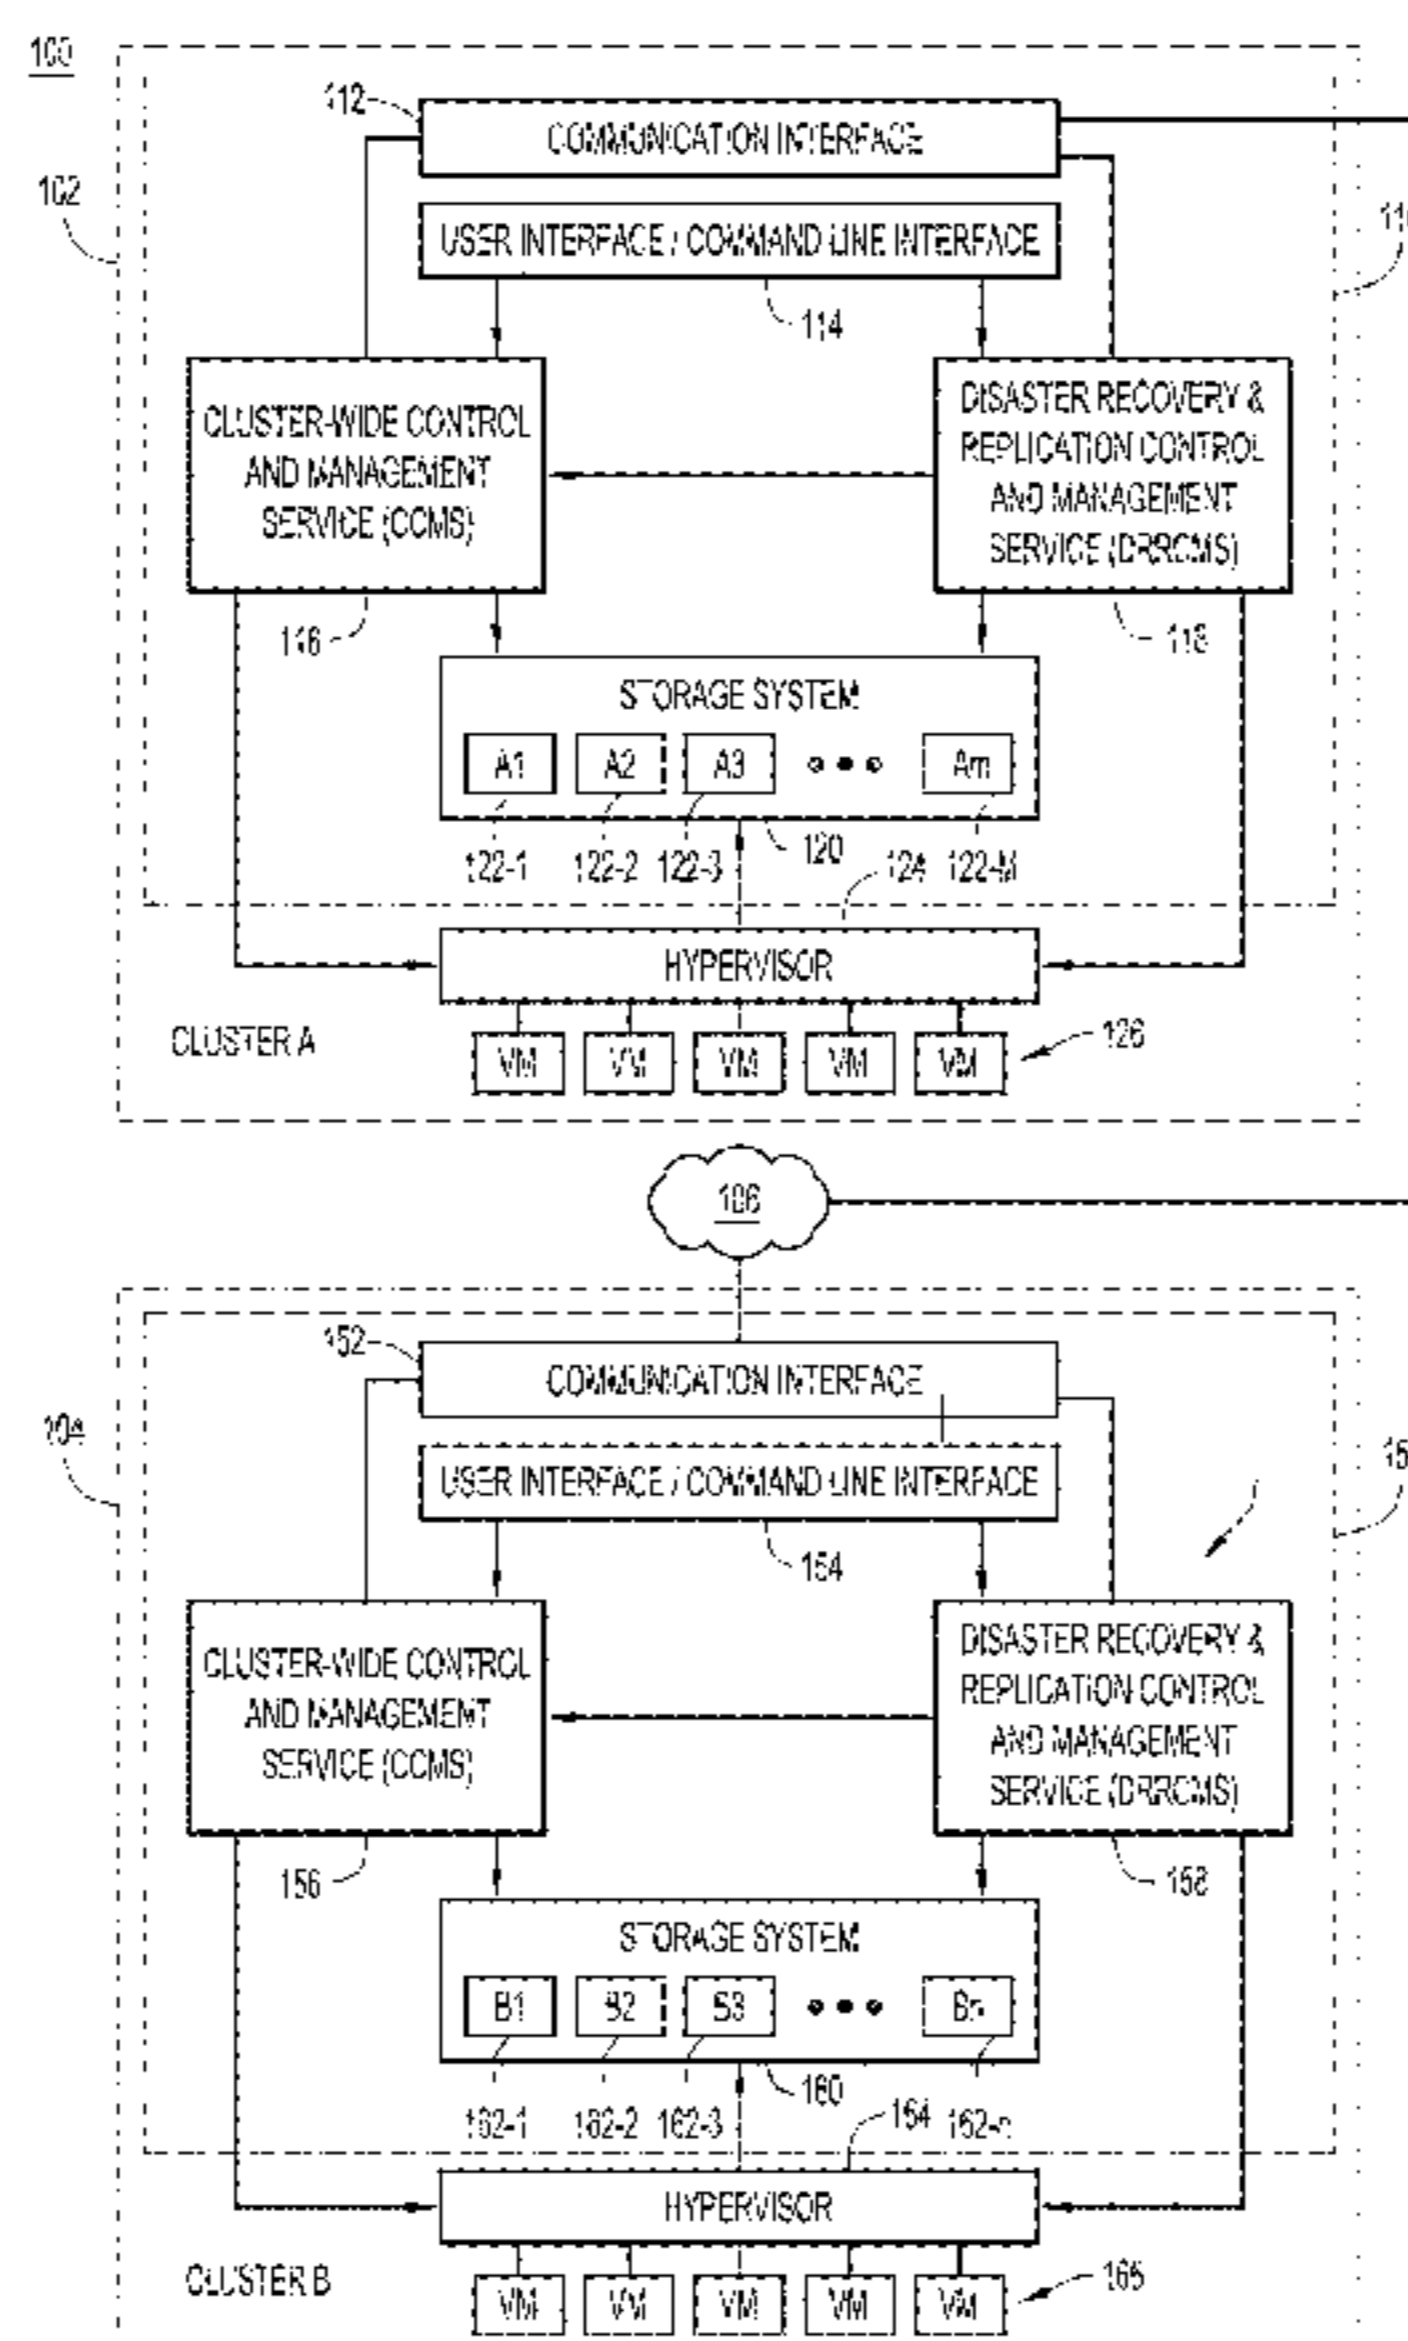 100
112
COMMUNICATION INTERFACE
102
USER INTERFACE / COMMAND LINE INTERFACE
114
CLUSTER-WIDE CONTROL
AND MANAGEMENT
SERVICE (CCMS)
DISASTER RECOVERY &
REPLICATION CONTROL
AND MANAGEMENT
SERVICE (DRRCMS)
116
118
STORAGE SYSTEM
A1 A2 A3 Am
122-1 122-2 122-3 120 124 122-M
HYPERVISOR
CLUSTER A
VM VM VM VM VM
126
106
152
COMMUNICATION INTERFACE
104
USER INTERFACE / COMMAND LINE INTERFACE
154
CLUSTER-WIDE CONTROL
AND MANAGEMENT
SERVICE (CCMS)
DISASTER RECOVERY &
REPLICATION CONTROL
AND MANAGEMENT
SERVICE (DRRCMS)
156
158
STORAGE SYSTEM
B1 B2 B3 Bn
162-1 162-2 162-3 160 164 162-n
HYPERVISOR
CLUSTER B
VM VM VM VM VM